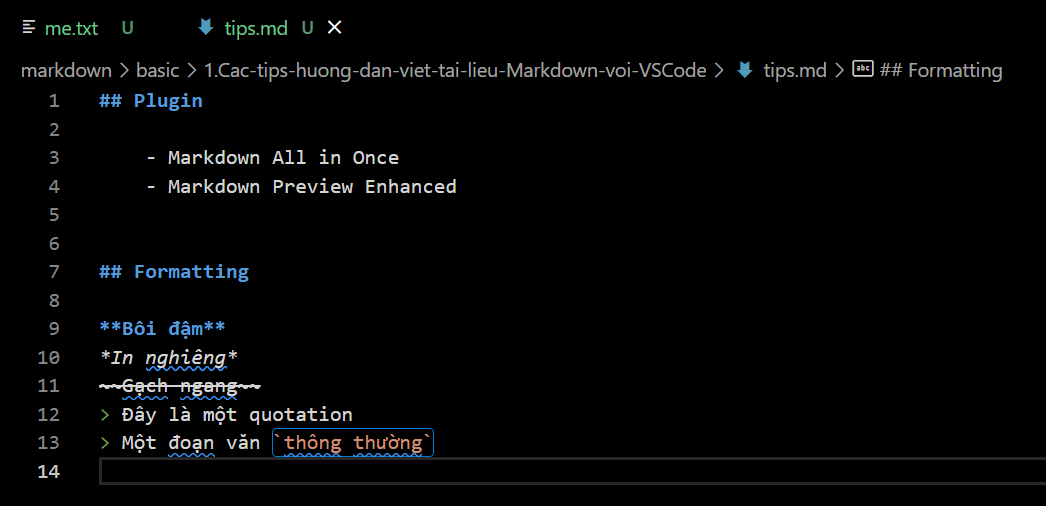 me.txt U tips.md U
markdown > basic > 1.Cac-tips-huong-dan-viet-tai-lieu-Markdown-voi-VSCode > tips.md > ## Formatting
1 ## Plugin
2
3 - Markdown All in Once
4 - Markdown Preview Enhanced
5
6
7 ## Formatting
8
9 **Bôi đậm**
10 *In nghiêng*
11 ~~Gạch ngang~~
12 > Đây là một quotation
13 > Một đoạn văn `thông thường`
14